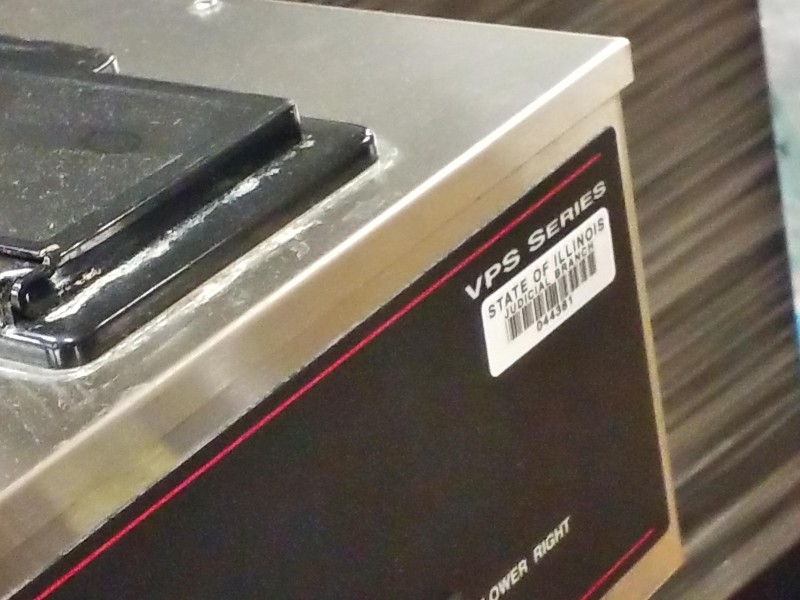 VPS SERIES
STATE OF ILLINOIS
JUDICIAL BRANCH
044391
LOWER RIGHT